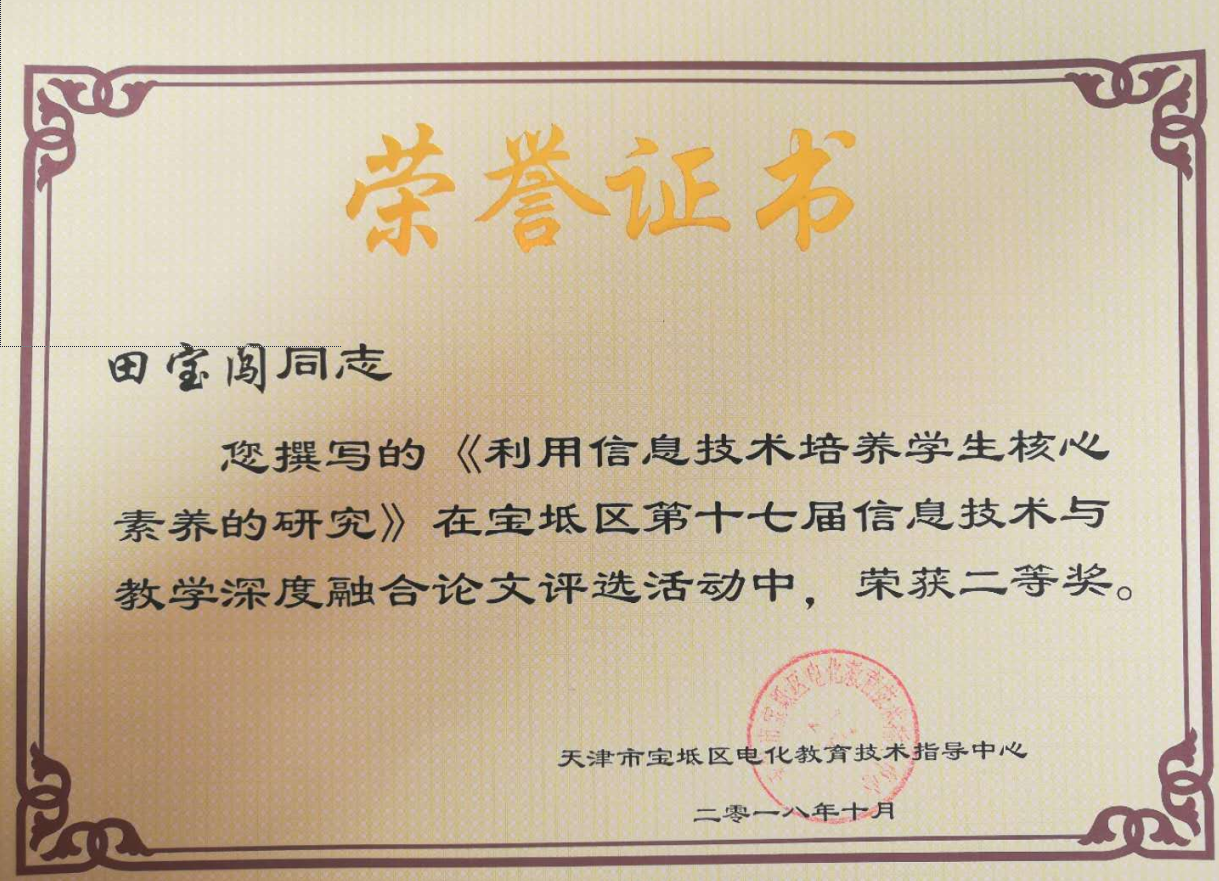 荣誉证书
田宝闯同志
您撰写的《利用信息技术培养学生核心
素养的研究》在宝坻区第十七届信息技术与
教学深度融合论文评选活动中，荣获二等奖。
天津市宝坻区电化教育技术指导中心
二零一八年十月